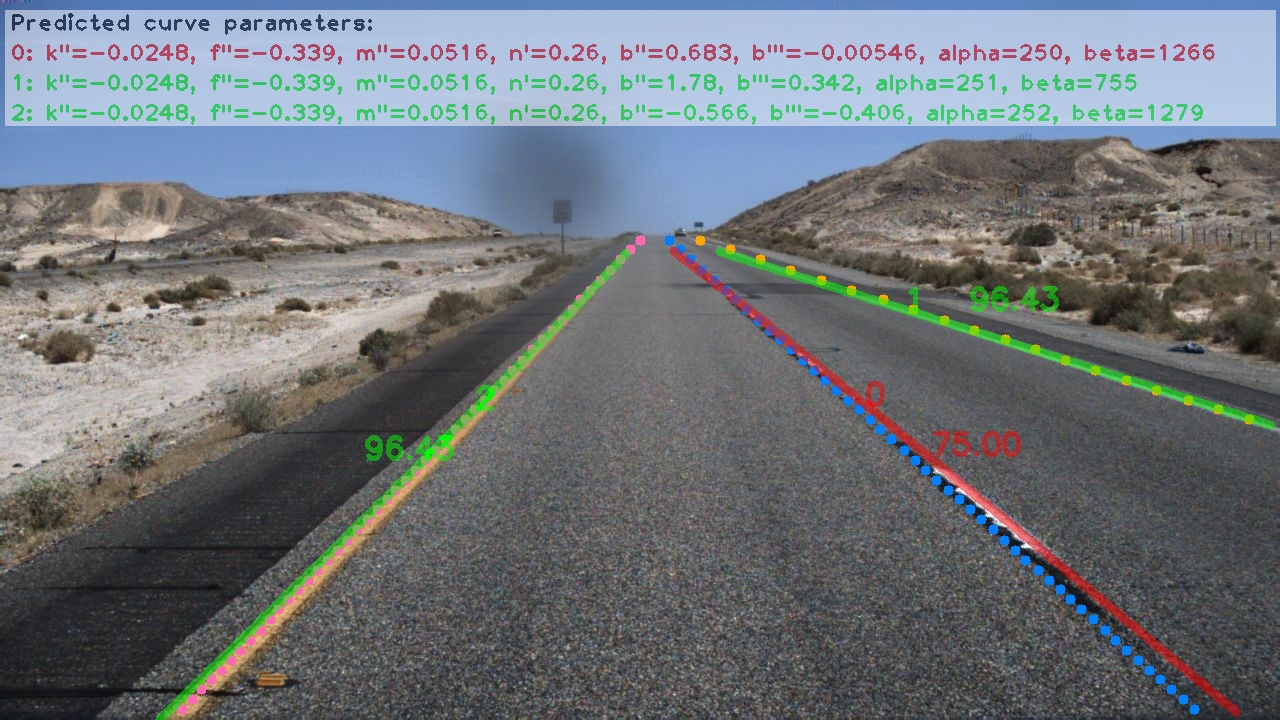 Predicted curve parameters:
0: k''=-0.0248, f''=-0.339, m''=0.0516, n'=0.26, b''=0.683, b'''=-0.00546, alpha=250, beta=1266
1: k''=-0.0248, f''=-0.339, m''=0.0516, n'=0.26, b''=1.78, b'''=0.342, alpha=251, beta=755
2: k''=-0.0248, f''=-0.339, m''=0.0516, n'=0.26, b''=-0.566, b'''=-0.406, alpha=252, beta=1279
1 96.43
0
2
75.00
96.43